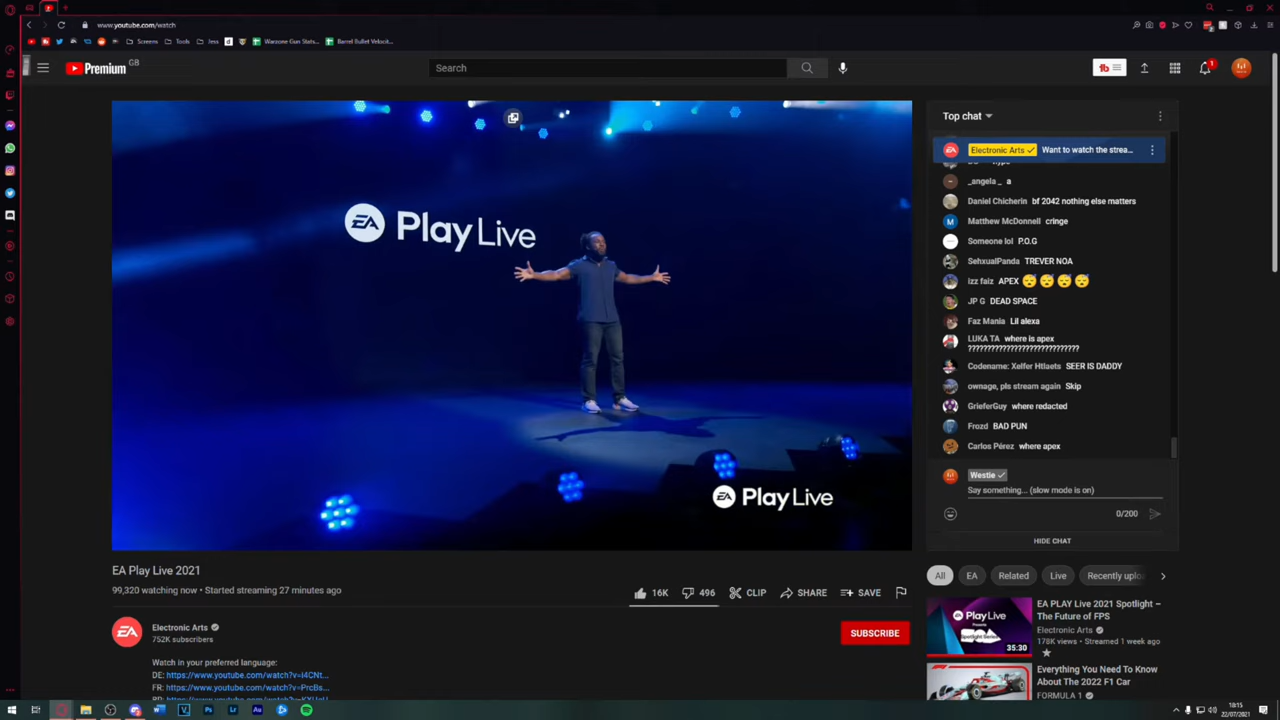 www.youtube.com/watch
Screens Tools Jess Warzone Gun Stats... Barrel Bullet Velocit...
Premium GB
Search
1
EA Play Live
EA Play Live
Top chat
Electronic Arts Want to watch the strea...
_angela _ a
Daniel Chicherin bf 2042 nothing else matters
Matthew McDonnell cringe
Someone lol P.O.G
SehxualPanda TREVER NOA
izz faiz APEX 😴 😴 😴 😴
JP G DEAD SPACE
Faz Mania Lil alexa
LUKA TA where is apex
????????????????????????????
Codename: Xelfer Htlaets SEER IS DADDY
ownage, pls stream again Skip
GrieferGuy where redacted
Frozd BAD PUN
Carlos Pérez where apex
Westie
Say something... (slow mode is on)
0/200
HIDE CHAT
EA Play Live 2021
99,320 watching now • Started streaming 27 minutes ago
16K 496 CLIP SHARE SAVE
EA Electronic Arts
752K subscribers
SUBSCRIBE
Watch in your preferred language:
DE: https://www.youtube.com/watch?v=I4CNt...
FR: https://www.youtube.com/watch?v=PrcBs...
All EA Related Live Recently uplo
EA PLAY Live 2021 Spotlight –
The Future of FPS
Electronic Arts
178K views • Streamed 1 week ago
35:30
Everything You Need To Know
About The 2022 F1 Car
FORMULA 1
18:15
22/07/2021